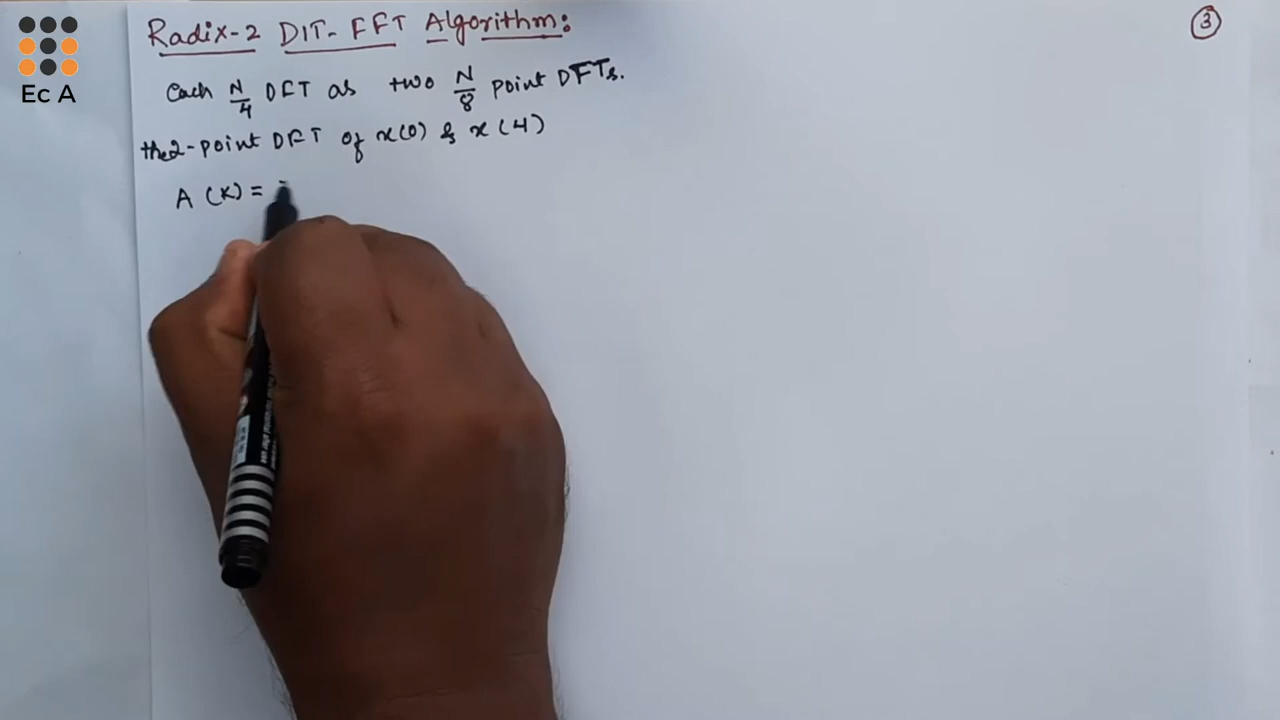 Radix-2 DIT-FFT Algorithm:
3
Ec A
Each N/4 DFT as two N/8 point DFTs.
the 2-point DFT of x(0) & x(4)
A(K) =